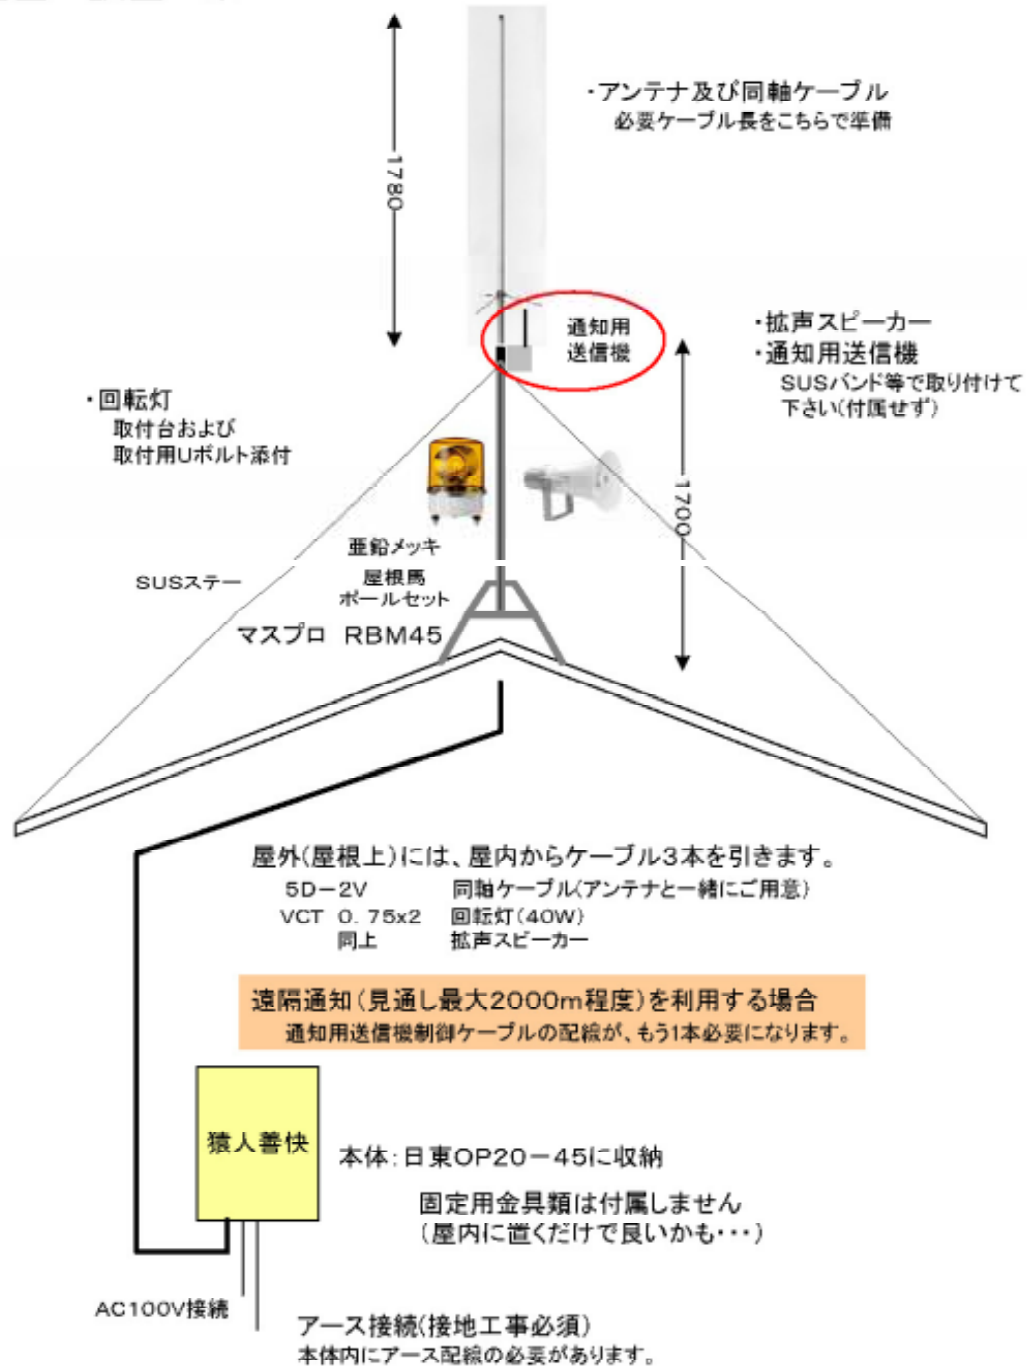 ・アンテナ及び同軸ケーブル
必要ケーブル長をこちらで準備
1780
通知用
送信機
・拡声スピーカー
・通知用送信機
SUSバンド等で取り付けて
下さい(付属せず)
・回転灯
取付台および
取付用Uボルト添付
1700
亜鉛メッキ
屋根馬
ポールセット
SUSステー
マスプロ RBM45
屋外(屋根上)には、屋内からケーブル3本を引きます。
5D-2V 同軸ケーブル(アンテナと一緒にご用意)
VCT 0.75x2 回転灯(40W)
同上 拡声スピーカー
遠隔通知(見通し最大2000m程度)を利用する場合
通知用送信機制御ケーブルの配線が、もう1本必要になります。
猿人善快
本体:日東OP20-45に収納
固定用金具類は付属しません
(屋内に置くだけで良いかも・・・)
AC100V接続
アース接続(接地工事必須)
本体内にアース配線の必要があります。